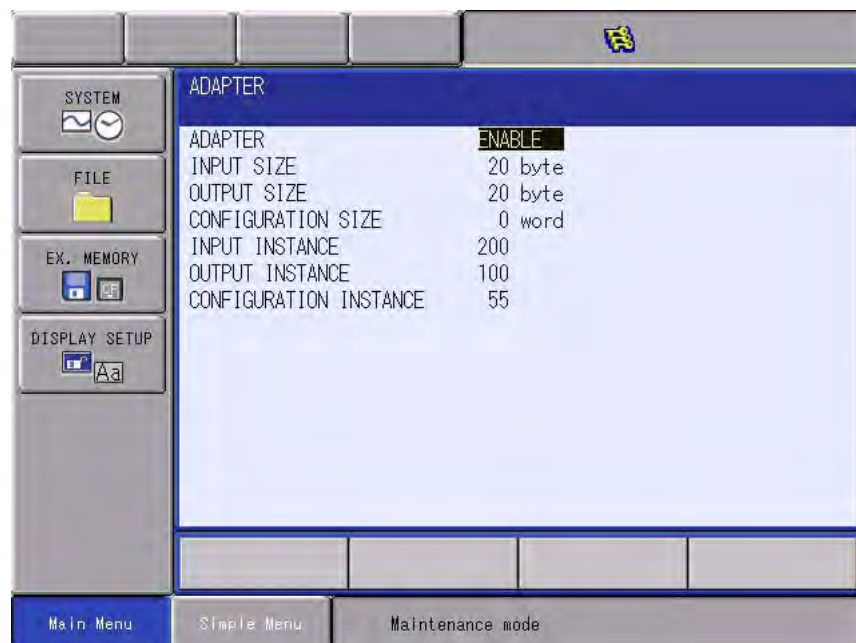 SYSTEM
FILE
EX. MEMORY
CF
DISPLAY SETUP
Aa
ADAPTER
ADAPTER ENABLE
INPUT SIZE 20 byte
OUTPUT SIZE 20 byte
CONFIGURATION SIZE 0 word
INPUT INSTANCE 200
OUTPUT INSTANCE 100
CONFIGURATION INSTANCE 55
Main Menu
Simple Menu
Maintenance mode